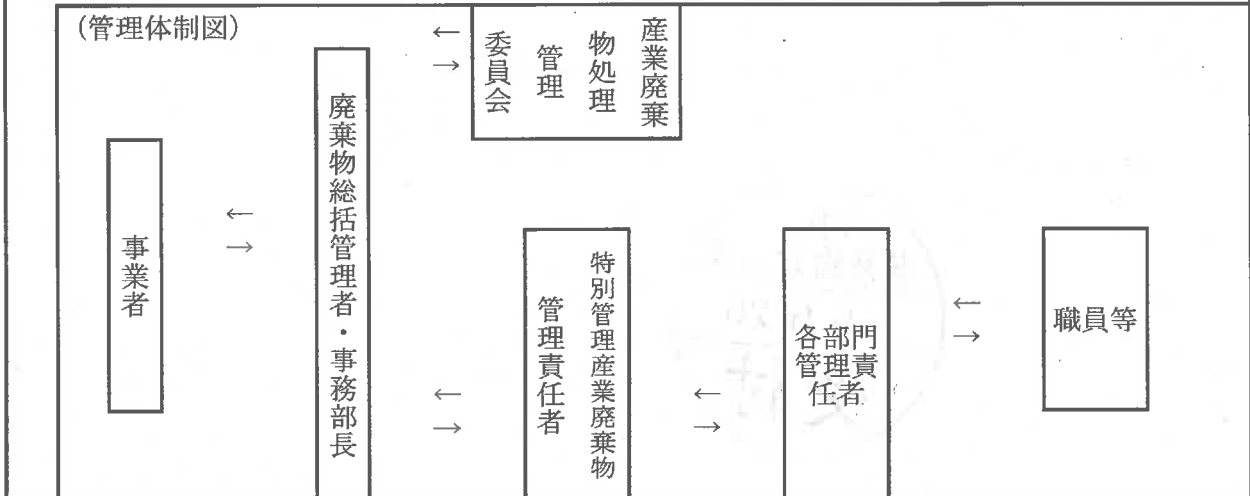 (管理体制図)
事業者
←
→
廃棄物総括管理者・事務部長
←
→
産業廃棄
物処理
管理
委員会
←
→
特別管理産業廃棄物
管理責任者
←
→
各部門
管理責
任者
←
→
職員等